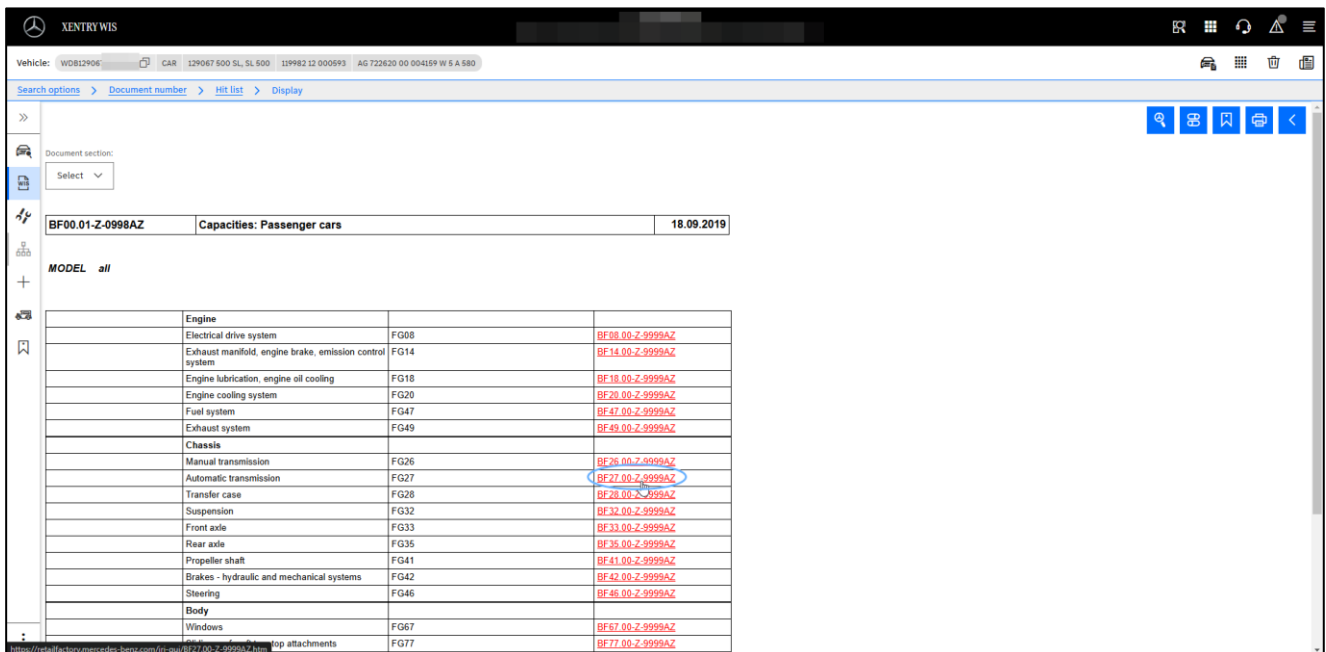 XENTRY WIS
Vehicle: WDB12906 CAR 129067 500 SL, SL 500 119982 12 000593 AG 722620 00 004159 W 5 A 580
Search options > Document number > Hit list > Display
Document section:
WIS
Select
BF00.01-Z-0998AZ Capacities: Passenger cars 18.09.2019
MODEL all
Engine
Electrical drive system FG08 BF08.00-Z-9999AZ
Exhaust manifold, engine brake, emission control system FG14 BF14.00-Z-9999AZ
Engine lubrication, engine oil cooling FG18 BF18.00-Z-9999AZ
Engine cooling system FG20 BF20.00-Z-9999AZ
Fuel system FG47 BF47.00-Z-9999AZ
Exhaust system FG49 BF49.00-Z-9999AZ
Chassis
Manual transmission FG26 BF26.00-Z-9999AZ
Automatic transmission FG27 BF27.00-Z-9999AZ
Transfer case FG28 BF28.00-Z-9999AZ
Suspension FG32 BF32.00-Z-9999AZ
Front axle FG33 BF33.00-Z-9999AZ
Rear axle FG35 BF35.00-Z-9999AZ
Propeller shaft FG41 BF41.00-Z-9999AZ
Brakes - hydraulic and mechanical systems FG42 BF42.00-Z-9999AZ
Steering FG46 BF46.00-Z-9999AZ
Body
Windows FG67 BF67.00-Z-9999AZ
top attachments FG77 BF77.00-Z-9999AZ
https://retailfactory.mercedes-benz.com/iri-gui/BF27.00-Z-9999AZ.htm